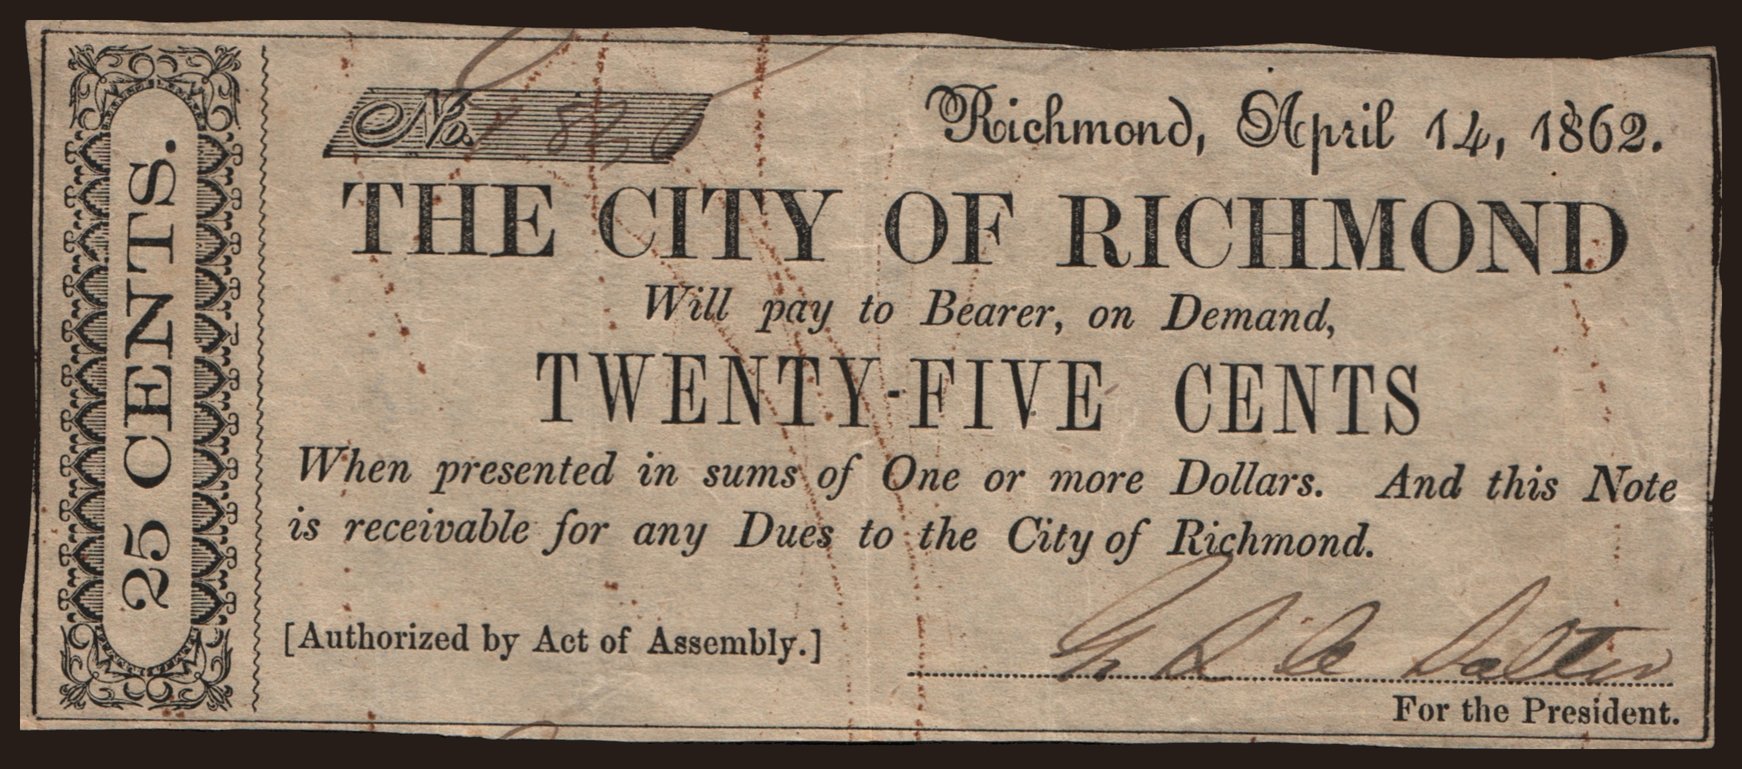 25 CENTS.
No.
Richmond, April 14, 1862.
THE CITY OF RICHMOND
Will pay to Bearer, on Demand,
TWENTY-FIVE CENTS
When presented in sums of One or more Dollars. And this Note
is receivable for any Dues to the City of Richmond.
[Authorized by Act of Assembly.]
For the President.